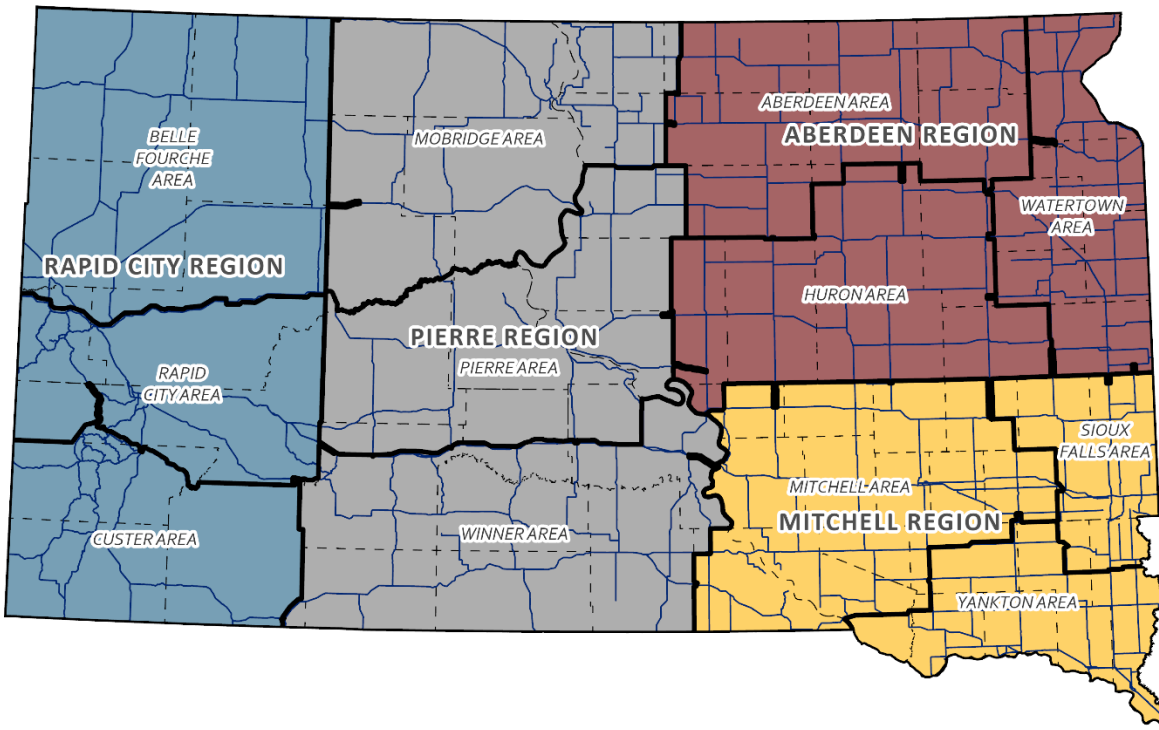 BELLE
FOURCHE
AREA
RAPID CITY REGION
RAPID
CITY AREA
CUSTER AREA
MOBRIDGE AREA
PIERRE REGION
PIERRE AREA
WINNER AREA
ABERDEEN AREA
ABERDEEN REGION
WATERTOWN
AREA
HURON AREA
SIOUX
FALLS AREA
MITCHELL AREA
MITCHELL REGION
YANKTON AREA